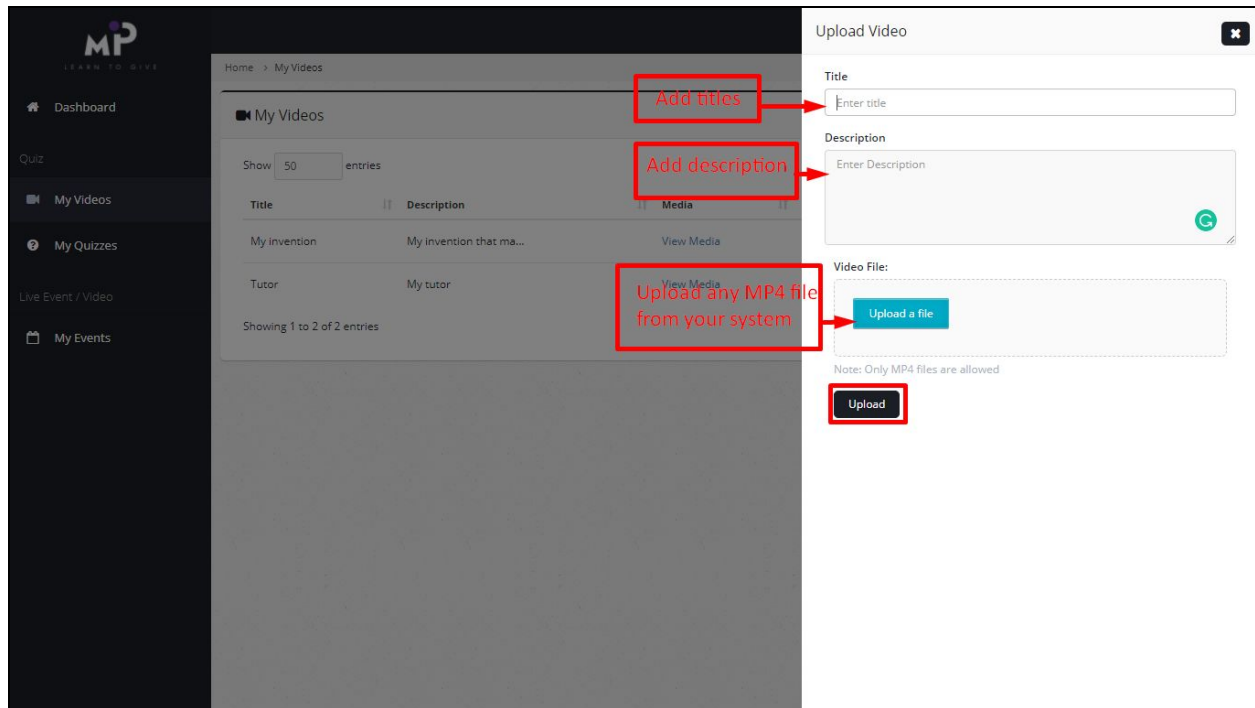 MP
LEARN TO GIVE
Dashboard
Quiz
My Videos
My Quizzes
Live Event / Video
My Events
Home > My Videos
My Videos
Show 50 entries
Title Description Media
My invention My invention that ma... View Media
Tutor My tutor View Media
Showing 1 to 2 of 2 entries
Add titles
Add description
Upload any MP4 file
from your system
Upload Video
Title
Enter title
Description
Enter Description
Video File:
Upload a file
Note: Only MP4 files are allowed
Upload